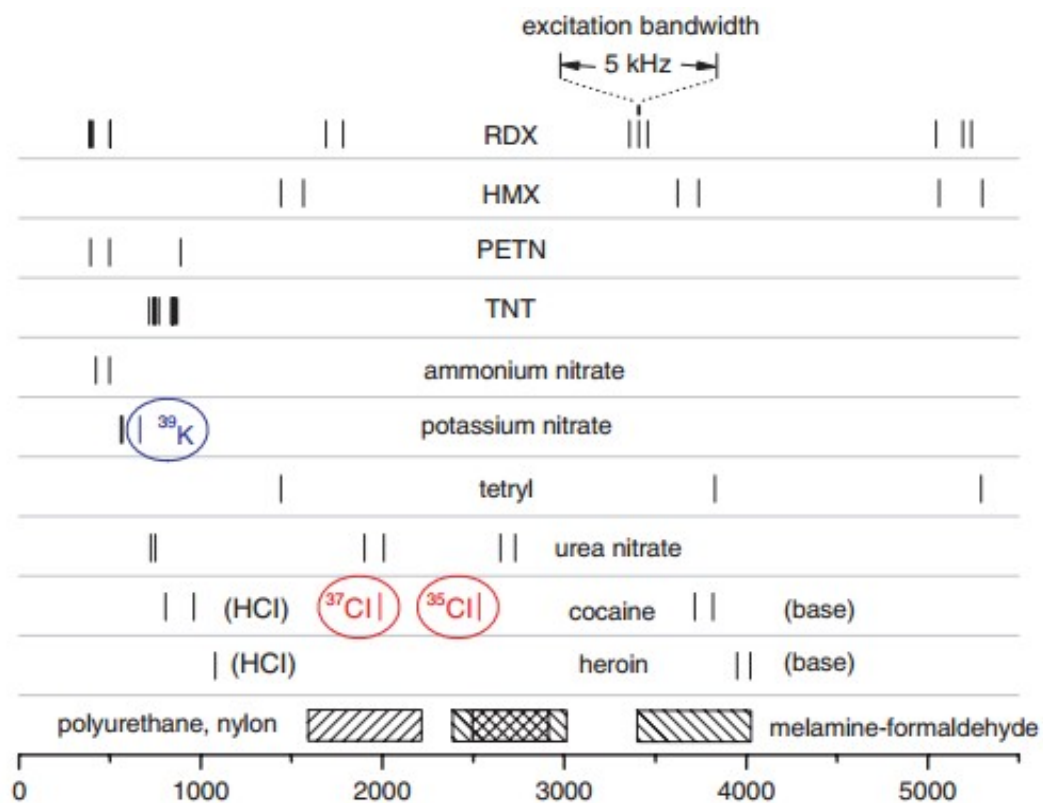 excitation bandwidth
5 kHz
RDX
HMX
PETN
TNT
ammonium nitrate
³⁹K potassium nitrate
tetryl
urea nitrate
(HCl) ³⁷Cl ³⁵Cl cocaine (base)
(HCl) heroin (base)
polyurethane, nylon melamine-formaldehyde
0 1000 2000 3000 4000 5000